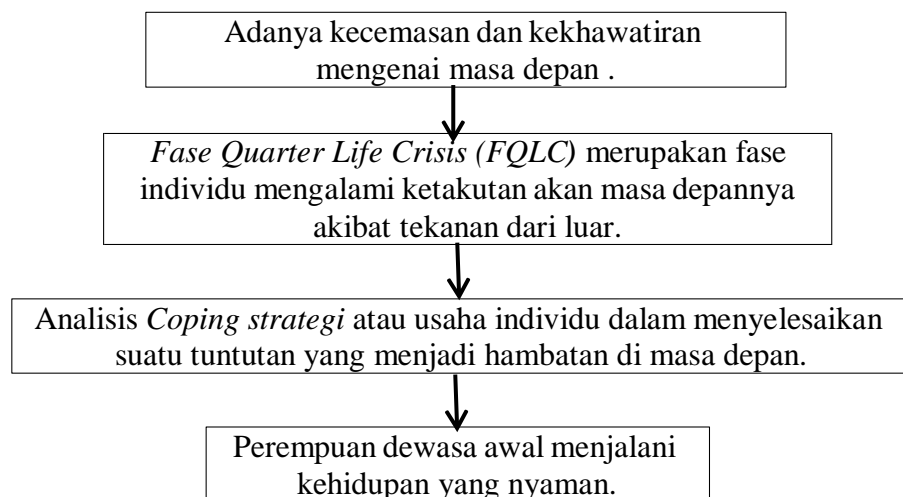 Adanya kecemasan dan kekhawatiran
mengenai masa depan .
Fase Quarter Life Crisis (FQLC) merupakan fase
individu mengalami ketakutan akan masa depannya
akibat tekanan dari luar.
Analisis Coping strategi atau usaha individu dalam menyelesaikan
suatu tuntutan yang menjadi hambatan di masa depan.
Perempuan dewasa awal menjalani
kehidupan yang nyaman.